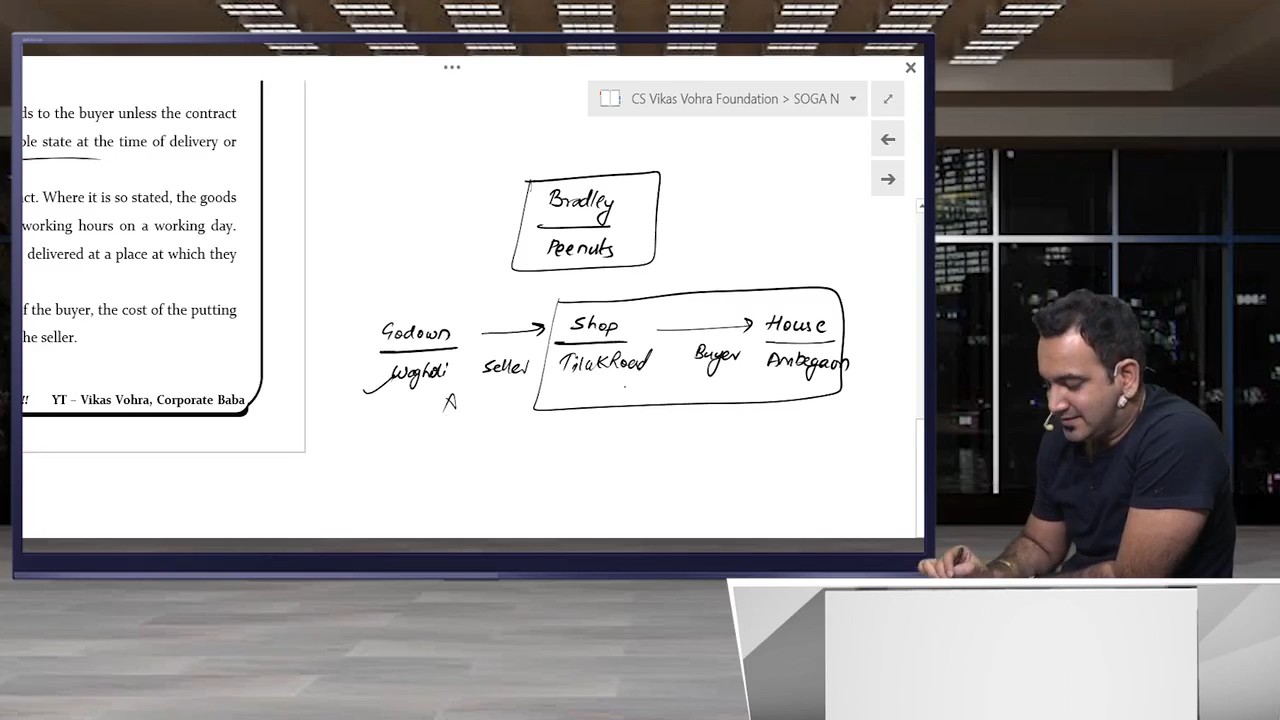 CS Vikas Vohra Foundation > SOGA N
ds to the buyer unless the contract
ble state at the time of delivery or
ct. Where it is so stated, the goods
working hours on a working day.
delivered at a place at which they
f the buyer, the cost of the putting
he seller.
!! YT – Vikas Vohra, Corporate Baba
Bradley
Peenuts
Godown
Waghdi
A
Seller
Shop
Tilak Road
Buyer
House
Ambegaon